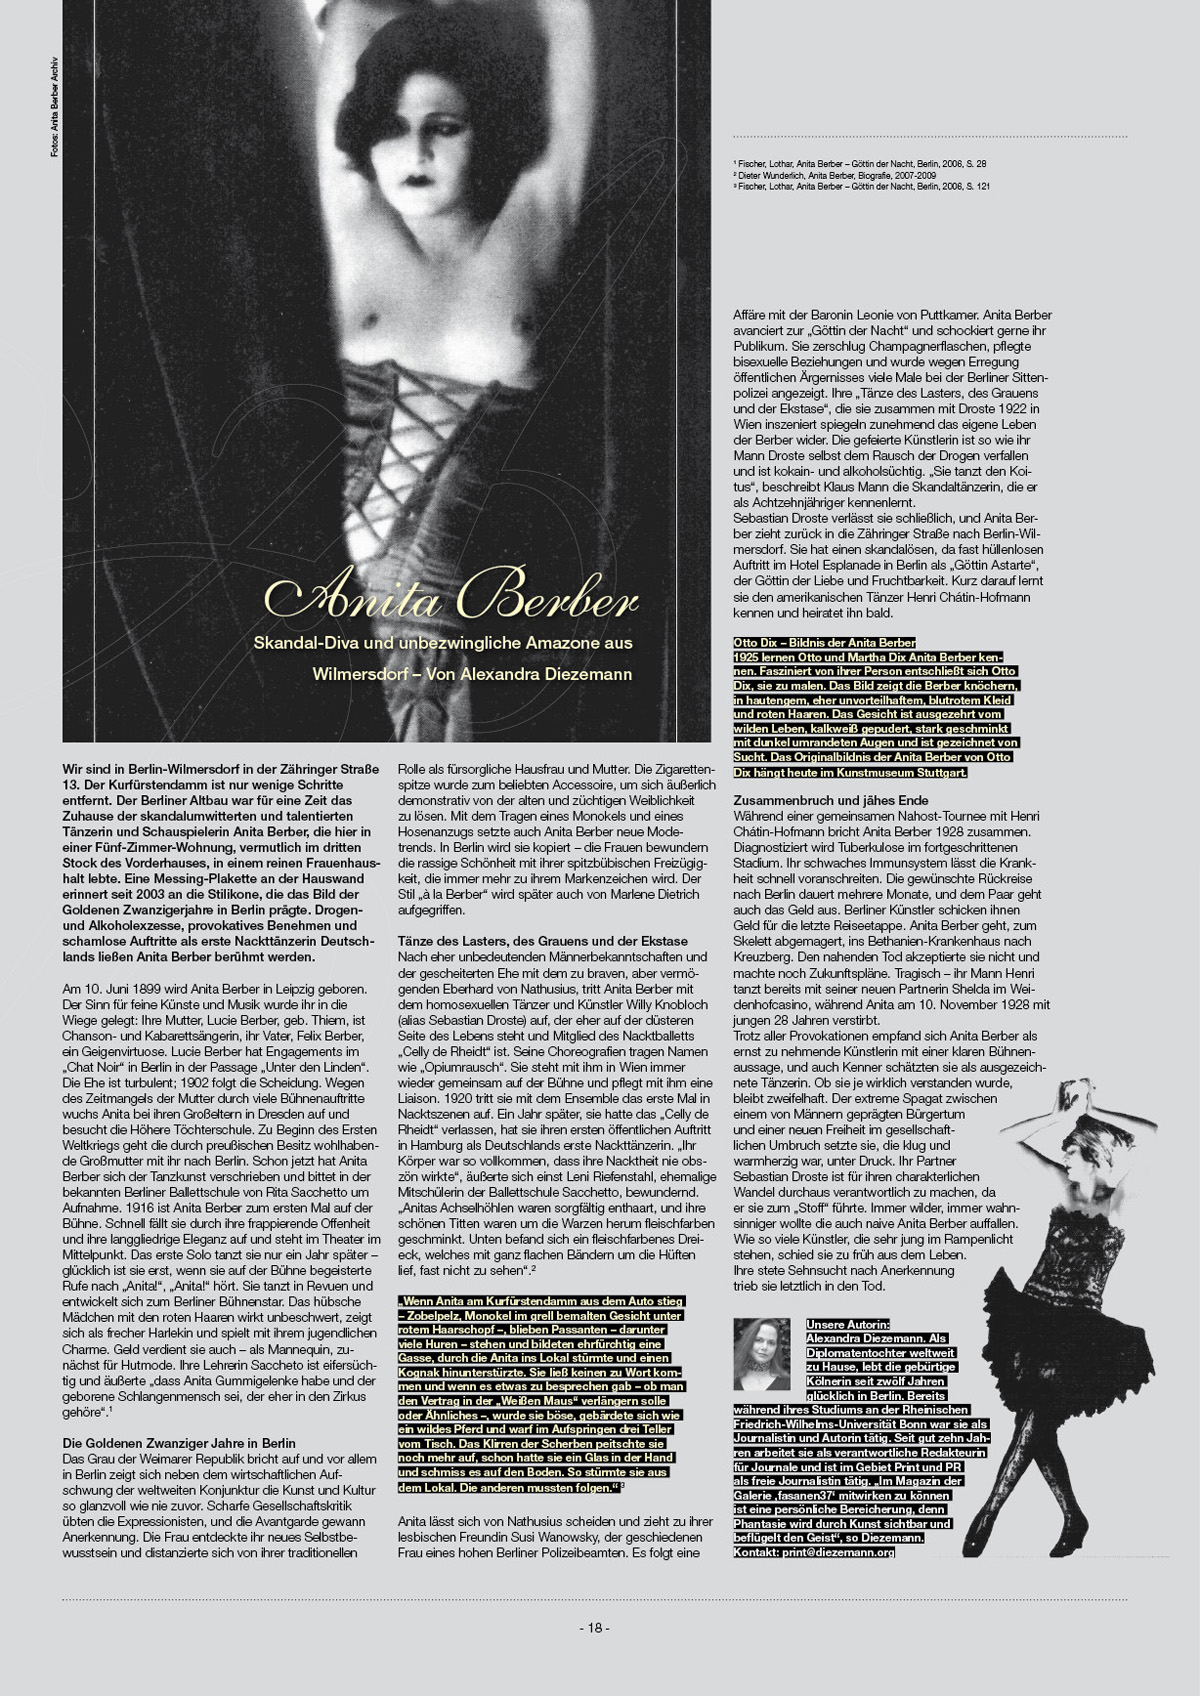 Fotos: Anita Berber Archiv
Anita Berber
Skandal-Diva und unbezwingliche Amazone aus
Wilmersdorf – Von Alexandra Diezemann
Wir sind in Berlin-Wilmersdorf in der Zähringer Straße
13. Der Kurfürstendamm ist nur wenige Schritte
entfernt. Der Berliner Altbau war für eine Zeit das
Zuhause der skandalumwitterten und talentierten
Tänzerin und Schauspielerin Anita Berber, die hier in
einer Fünf-Zimmer-Wohnung, vermutlich im dritten
Stock des Vorderhauses, in einem reinen Frauenhaus-
halt lebte. Eine Messing-Plakette an der Hauswand
erinnert seit 2003 an die Stilikone, die das Bild der
Goldenen Zwanzigerjahre in Berlin prägte. Drogen-
und Alkoholexzesse, provokatives Benehmen und
schamlose Auftritte als erste Nackttänzerin Deutsch-
lands ließen Anita Berber berühmt werden.
Am 10. Juni 1899 wird Anita Berber in Leipzig geboren.
Der Sinn für feine Künste und Musik wurde ihr in die
Wiege gelegt: Ihre Mutter, Lucie Berber, geb. Thiem, ist
Chanson- und Kabarettsängerin, ihr Vater, Felix Berber,
ein Geigenvirtuose. Lucie Berber hat Engagements im
„Chat Noir“ in Berlin in der Passage „Unter den Linden“.
Die Ehe ist turbulent; 1902 folgt die Scheidung. Wegen
des Zeitmangels der Mutter durch viele Bühnenauftritte
wuchs Anita bei ihren Großeltern in Dresden auf und
besucht die Höhere Töchterschule. Zu Beginn des Ersten
Weltkriegs geht die durch preußischen Besitz wohlhaben-
de Großmutter mit ihr nach Berlin. Schon jetzt hat Anita
Berber sich der Tanzkunst verschrieben und bittet in der
bekannten Berliner Ballettschule von Rita Sacchetto um
Aufnahme. 1916 ist Anita Berber zum ersten Mal auf der
Bühne. Schnell fällt sie durch ihre frappierende Offenheit
und ihre langgliedrige Eleganz auf und steht im Theater im
Mittelpunkt. Das erste Solo tanzt sie nur ein Jahr später –
glücklich ist sie erst, wenn sie auf der Bühne begeisterte
Rufe nach „Anita!“, „Anita!“ hört. Sie tanzt in Revuen und
entwickelt sich zum Berliner Bühnenstar. Das hübsche
Mädchen mit den roten Haaren wirkt unbeschwert, zeigt
sich als frecher Harlekin und spielt mit ihrem jugendlichen
Charme. Geld verdient sie auch – als Mannequin, zu-
nächst für Hutmode. Ihre Lehrerin Saccheto ist eifersüch-
tig und äußerte „dass Anita Gummigelenke habe und der
geborene Schlangenmensch sei, der eher in den Zirkus
gehöre“.¹
Die Goldenen Zwanziger Jahre in Berlin
Das Grau der Weimarer Republik bricht auf und vor allem
in Berlin zeigt sich neben dem wirtschaftlichen Auf-
schwung der weltweiten Konjunktur die Kunst und Kultur
so glanzvoll wie nie zuvor. Scharfe Gesellschaftskritik
übten die Expressionisten, und die Avantgarde gewann
Anerkennung. Die Frau entdeckte ihr neues Selbstbe-
wusstsein und distanzierte sich von ihrer traditionellen
Rolle als fürsorgliche Hausfrau und Mutter. Die Zigaretten-
spitze wurde zum beliebten Accessoire, um sich äußerlich
demonstrativ von der alten und züchtigen Weiblichkeit
zu lösen. Mit dem Tragen eines Monokels und eines
Hosenanzugs setzte auch Anita Berber neue Mode-
trends. In Berlin wird sie kopiert – die Frauen bewundern
die rassige Schönheit mit ihrer spitzbübischen Freizügig-
keit, die immer mehr zu ihrem Markenzeichen wird. Der
Stil „à la Berber“ wird später auch von Marlene Dietrich
aufgegriffen.
Tänze des Lasters, des Grauens und der Ekstase
Nach eher unbedeutenden Männerbekanntschaften und
der gescheiterten Ehe mit dem zu braven, aber vermö-
genden Eberhard von Nathusius, tritt Anita Berber mit
dem homosexuellen Tänzer und Künstler Willy Knobloch
(alias Sebastian Droste) auf, der eher auf der düsteren
Seite des Lebens steht und Mitglied des Nacktballetts
„Celly de Rheidt“ ist. Seine Choreografien tragen Namen
wie „Opiumrausch“. Sie steht mit ihm in Wien immer
wieder gemeinsam auf der Bühne und pflegt mit ihm eine
Liaison. 1920 tritt sie mit dem Ensemble das erste Mal in
Nacktszenen auf. Ein Jahr später, sie hatte das „Celly de
Rheidt“ verlassen, hat sie ihren ersten öffentlichen Auftritt
in Hamburg als Deutschlands erste Nackttänzerin. „Ihr
Körper war so vollkommen, dass ihre Nacktheit nie obs-
zön wirkte“, äußerte sich einst Leni Riefenstahl, ehemalige
Mitschülerin der Ballettschule Sacchetto, bewundernd.
„Anitas Achselhöhlen waren sorgfältig enthaart, und ihre
schönen Titten waren um die Warzen herum fleischfarben
geschminkt. Unten befand sich ein fleischfarbenes Drei-
eck, welches mit ganz flachen Bändern um die Hüften
lief, fast nicht zu sehen“.²
„Wenn Anita am Kurfürstendamm aus dem Auto stieg
– Zobelpelz, Monokel im grell bemalten Gesicht unter
rotem Haarschopf –, blieben Passanten – darunter
viele Huren – stehen und bildeten ehrfürchtig eine
Gasse, durch die Anita ins Lokal stürmte und einen
Kognak hinunterstürzte. Sie ließ keinen zu Wort kom-
men und wenn es etwas zu besprechen gab – ob man
den Vertrag in der „Weißen Maus“ verlängern solle
oder Ähnliches –, wurde sie böse, gebärdete sich wie
ein wildes Pferd und warf im Aufspringen drei Teller
vom Tisch. Das Klirren der Scherben peitschte sie
noch mehr auf, schon hatte sie ein Glas in der Hand
und schmiss es auf den Boden. So stürmte sie aus
dem Lokal. Die anderen mussten folgen.“³
Anita lässt sich von Nathusius scheiden und zieht zu ihrer
lesbischen Freundin Susi Wanowsky, der geschiedenen
Frau eines hohen Berliner Polizeibeamten. Es folgt eine
¹ Fischer, Lothar, Anita Berber – Göttin der Nacht, Berlin, 2006, S. 28
² Dieter Wunderlich, Anita Berber, Biografie, 2007-2009
³ Fischer, Lothar, Anita Berber – Göttin der Nacht, Berlin, 2006, S. 121
Affäre mit der Baronin Leonie von Puttkamer. Anita Berber
avanciert zur „Göttin der Nacht“ und schockiert gerne ihr
Publikum. Sie zerschlug Champagnerflaschen, pflegte
bisexuelle Beziehungen und wurde wegen Erregung
öffentlichen Ärgernisses viele Male bei der Berliner Sitten-
polizei angezeigt. Ihre „Tänze des Lasters, des Grauens
und der Ekstase“, die sie zusammen mit Droste 1922 in
Wien inszeniert spiegeln zunehmend das eigene Leben
der Berber wider. Die gefeierte Künstlerin ist so wie ihr
Mann Droste selbst dem Rausch der Drogen verfallen
und ist kokain- und alkoholsüchtig. „Sie tanzt den Koi-
tus“, beschreibt Klaus Mann die Skandaltänzerin, die er
als Achtzehnjähriger kennenlernt.
Sebastian Droste verlässt sie schließlich, und Anita Ber-
ber zieht zurück in die Zähringer Straße nach Berlin-Wil-
mersdorf. Sie hat einen skandalösen, da fast hüllenlosen
Auftritt im Hotel Esplanade in Berlin als „Göttin Astarte“,
der Göttin der Liebe und Fruchtbarkeit. Kurz darauf lernt
sie den amerikanischen Tänzer Henri Châtin-Hofmann
kennen und heiratet ihn bald.
Otto Dix – Bildnis der Anita Berber
1925 lernen Otto und Martha Dix Anita Berber ken-
nen. Fasziniert von ihrer Person entschließt sich Otto
Dix, sie zu malen. Das Bild zeigt die Berber knöchern,
in hautengem, eher unvorteilhaftem, blutrotem Kleid
und roten Haaren. Das Gesicht ist ausgezehrt vom
wilden Leben, kalkweiß gepudert, stark geschminkt
mit dunkel umrandeten Augen und ist gezeichnet von
Sucht. Das Originalbildnis der Anita Berber von Otto
Dix hängt heute im Kunstmuseum Stuttgart.
Zusammenbruch und jähes Ende
Während einer gemeinsamen Nahost-Tournee mit Henri
Châtin-Hofmann bricht Anita Berber 1928 zusammen.
Diagnostiziert wird Tuberkulose im fortgeschrittenen
Stadium. Ihr schwaches Immunsystem lässt die Krank-
heit schnell voranschreiten. Die gewünschte Rückreise
nach Berlin dauert mehrere Monate, und dem Paar geht
auch das Geld aus. Berliner Künstler schicken ihnen
Geld für die letzte Reiseetappe. Anita Berber geht, zum
Skelett abgemagert, ins Bethanien-Krankenhaus nach
Kreuzberg. Den nahenden Tod akzeptierte sie nicht und
machte noch Zukunftspläne. Tragisch – ihr Mann Henri
tanzt bereits mit seiner neuen Partnerin Shelda im Wei-
denhofcasino, während Anita am 10. November 1928 mit
jungen 28 Jahren verstirbt.
Trotz aller Provokationen empfand sich Anita Berber als
ernst zu nehmende Künstlerin mit einer klaren Bühnen-
aussage, und auch Kenner schätzten sie als ausgezeich-
nete Tänzerin. Ob sie je wirklich verstanden wurde,
bleibt zweifelhaft. Der extreme Spagat zwischen
einem von Männern geprägten Bürgertum
und einer neuen Freiheit im gesellschaft-
lichen Umbruch setzte sie, die klug und
warmherzig war, unter Druck. Ihr Partner
Sebastian Droste ist für ihren charakterlichen
Wandel durchaus verantwortlich zu machen, da
er sie zum „Stoff“ führte. Immer wilder, immer wahn-
sinniger wollte die auch naive Anita Berber auffallen.
Wie so viele Künstler, die sehr jung im Rampenlicht
stehen, schied sie zu früh aus dem Leben.
Ihre stete Sehnsucht nach Anerkennung
trieb sie letztlich in den Tod.
Unsere Autorin:
Alexandra Diezemann. Als
Diplomatentochter weltweit
zu Hause, lebt die gebürtige
Kölnerin seit zwölf Jahren
glücklich in Berlin. Bereits
während ihres Studiums an der Rheinischen
Friedrich-Wilhelms-Universität Bonn war sie als
Journalistin und Autorin tätig. Seit gut zehn Jah-
ren arbeitet sie als verantwortliche Redakteurin
für Journale und ist im Gebiet Print und PR
als freie Journalistin tätig. „Im Magazin der
Galerie ‚fasanen37‘ mitwirken zu können
ist eine persönliche Bereicherung, denn
Phantasie wird durch Kunst sichtbar und
beflügelt den Geist“, so Diezemann.
Kontakt: print@diezemann.org
- 18 -